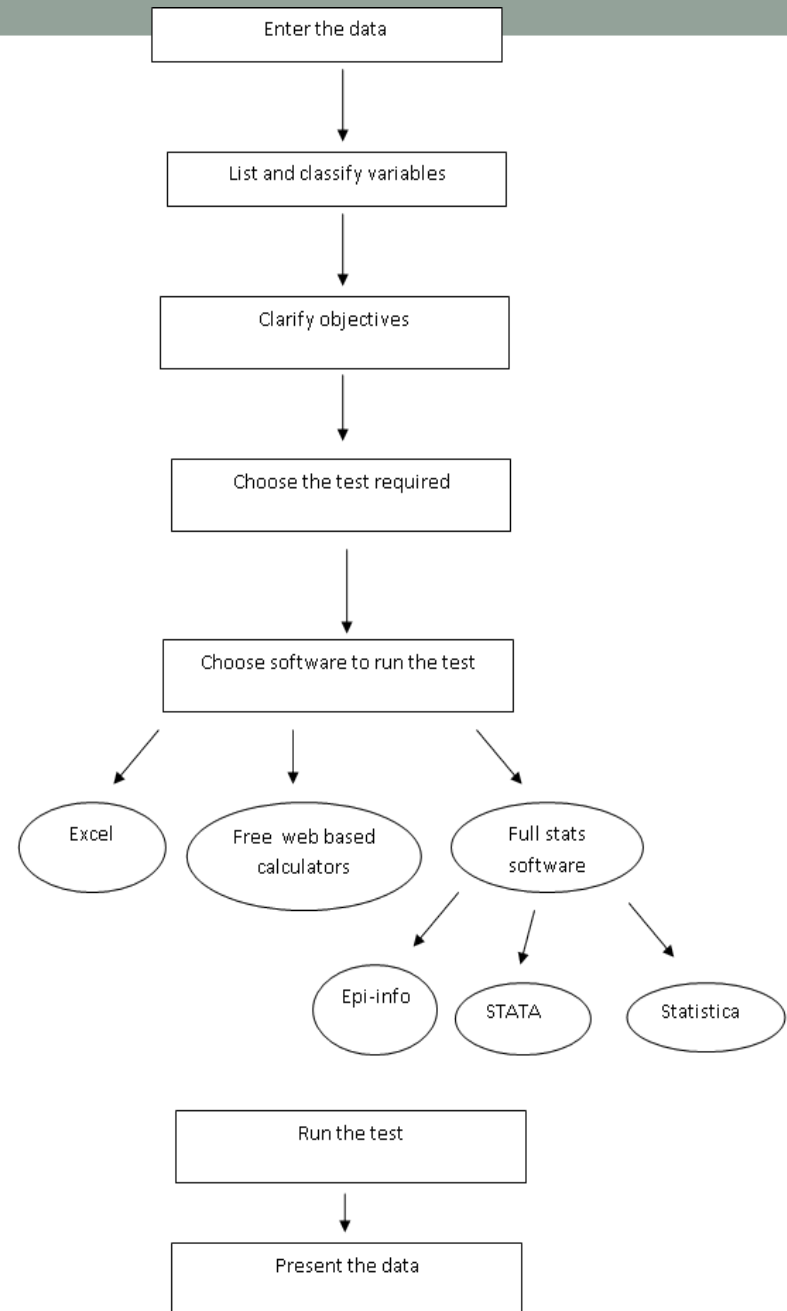 Enter the data
List and classify variables
Clarify objectives
Choose the test required
Choose software to run the test
Excel
Free web based
calculators
Full stats
software
Epi-info
STATA
Statistica
Run the test
Present the data